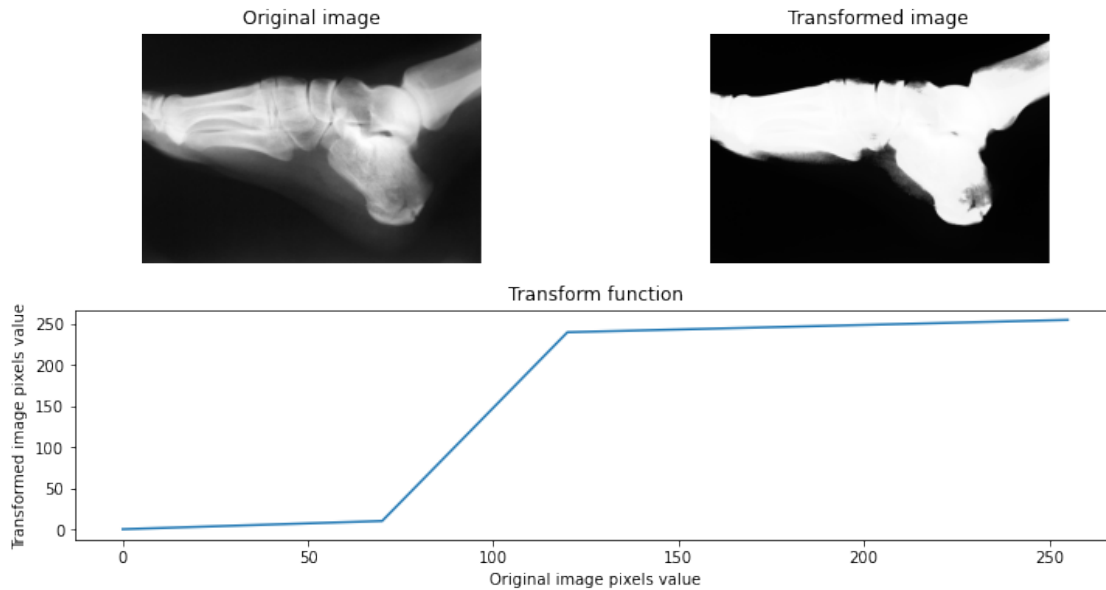 Original image
Transformed image
Transform function
Transformed image pixels value
250
200
150
100
50
0
0 50 100 150 200 250
Original image pixels value